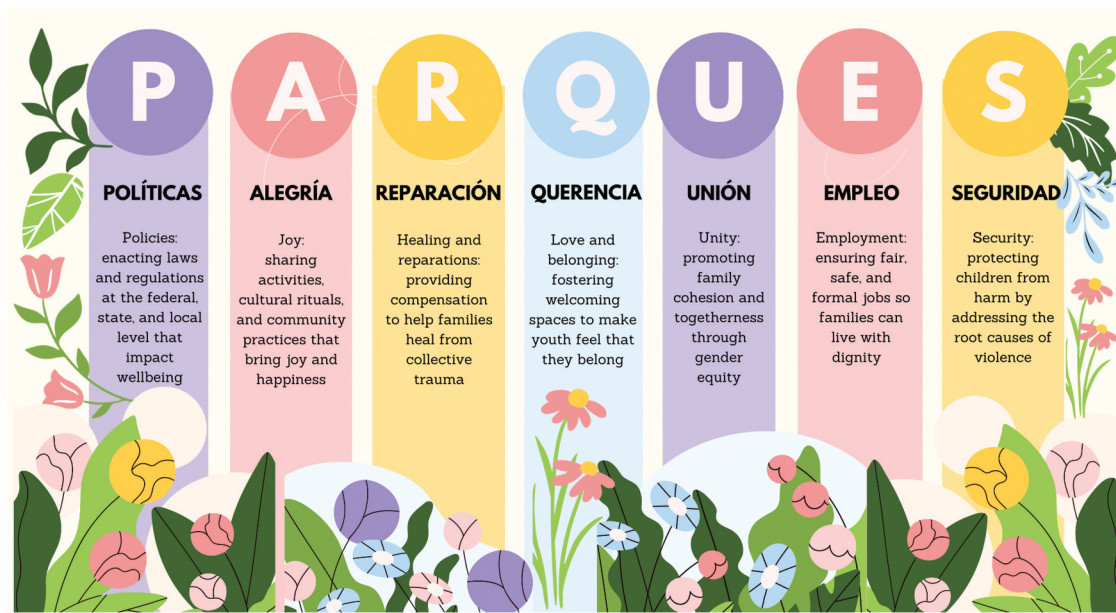 P
A
R
Q
U
E
S
POLÍTICAS
Policies:
enacting laws
and regulations
at the federal,
state, and local
level that
impact
wellbeing
ALEGRÍA
Joy:
sharing
activities,
cultural rituals,
and community
practices that
bring joy and
happiness
REPARACIÓN
Healing and
reparations:
providing
compensation
to help families
heal from
collective
trauma
QUERENCIA
Love and
belonging:
fostering
welcoming
spaces to make
youth feel that
they belong
UNIÓN
Unity:
promoting
family
cohesion and
togetherness
through
gender
equity
EMPLEO
Employment:
ensuring fair,
safe, and
formal jobs so
families can
live with
dignity
SEGURIDAD
Security:
protecting
children from
harm by
addressing the
root causes of
violence